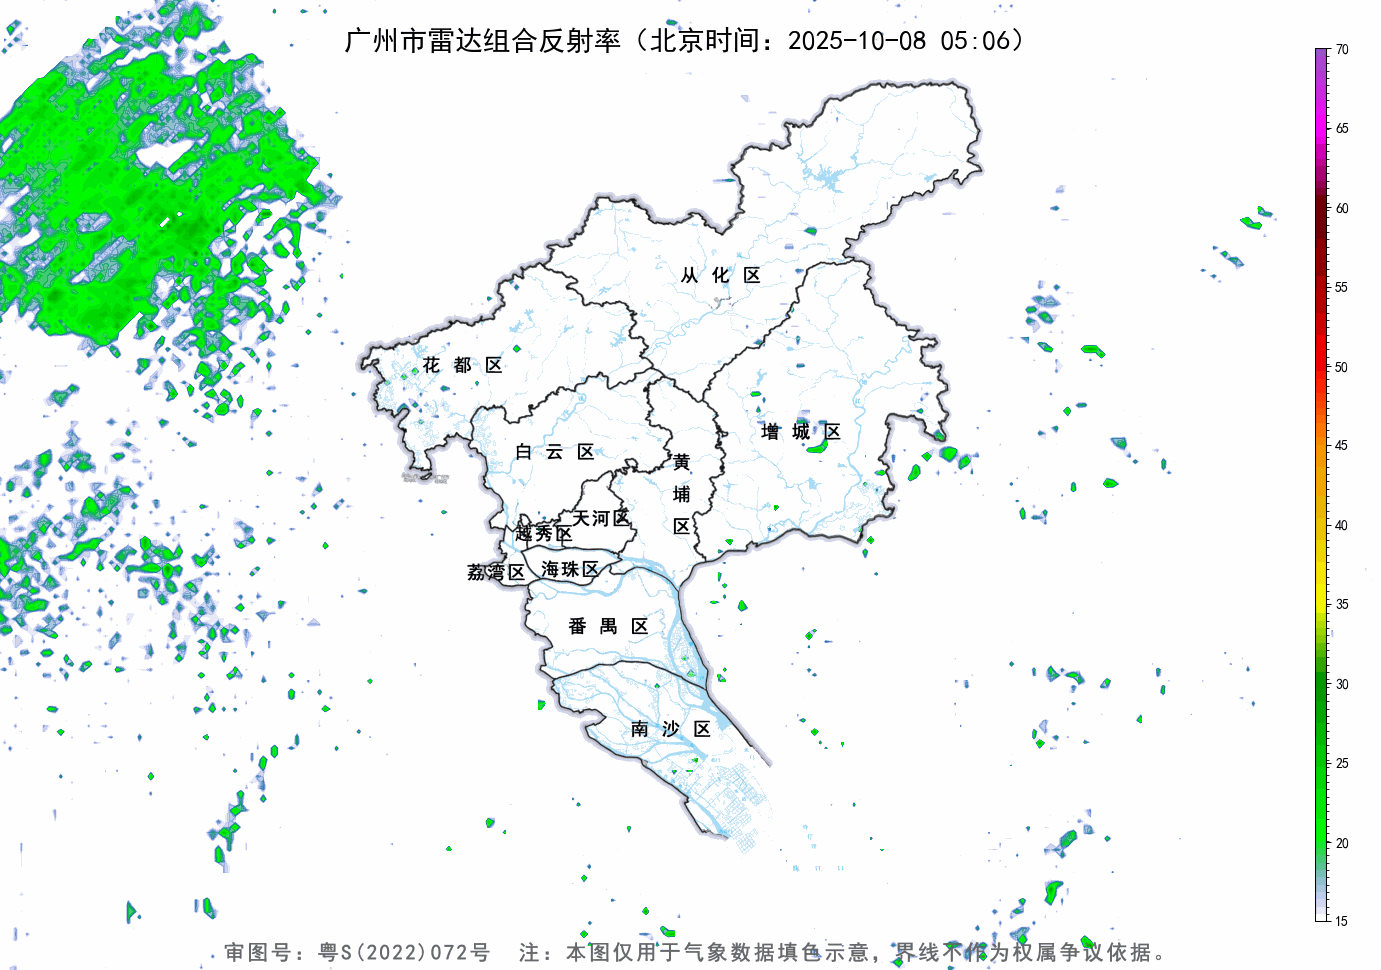 广州市雷达组合反射率（北京时间：2025-10-08 05:06）
70
65
60
55
50
45
40
35
30
25
20
15
从化区
花都区
增城区
白云区
黄埔区
天河区
越秀区
荔湾区
海珠区
番禺区
南沙区
审图号：粤S(2022)072号 注：本图仅用于气象数据填色示意，界线不作为权属争议依据。